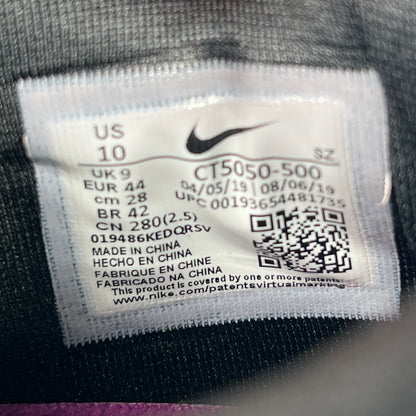 US
10 SZ
UK 9 CT5050-500
EUR 44 04/05/19 08/06/19
cm 28 UPC 00193654481735
BR 42
CN 280(2.5)
019486KEDQRSV
MADE IN CHINA
HECHO EN CHINA
FABRIQUE EN CHINE
FABRICADO NA CHINA
This product is covered by one or more patents:
www.nike.com/patentsvirtualmarking